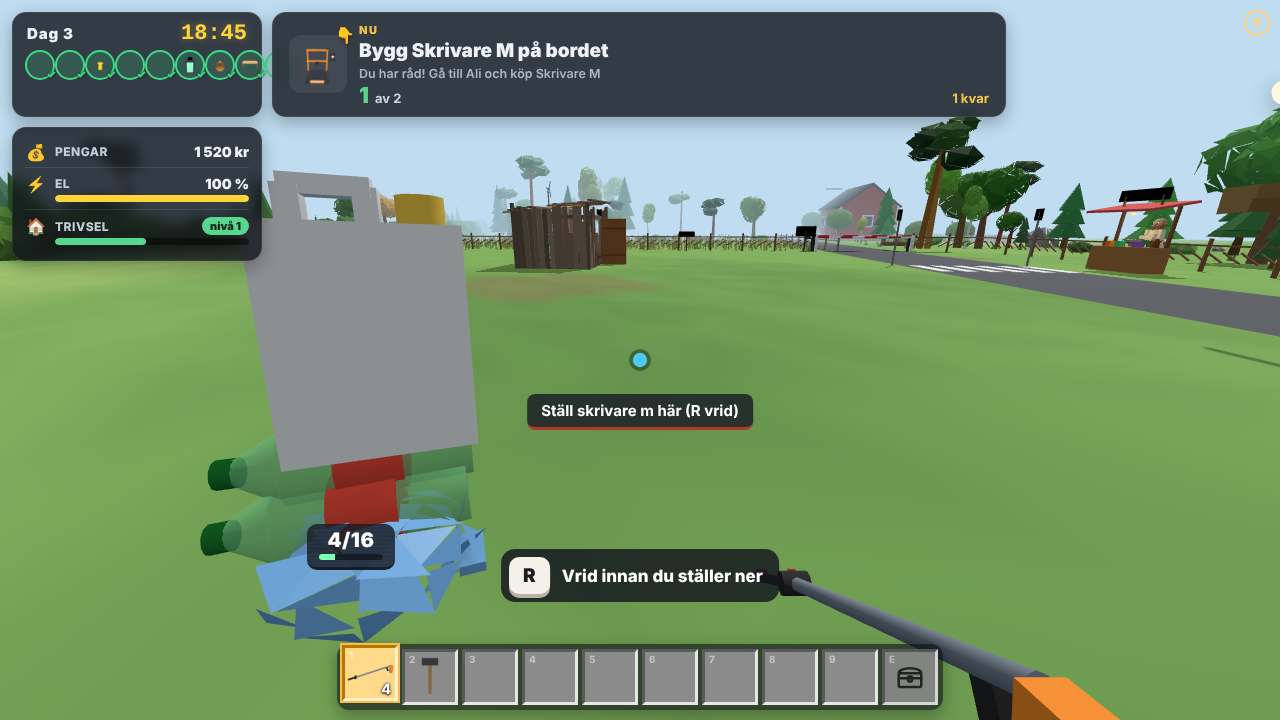 Dag 3
18:45
NU
Bygg Skrivare M på bordet
Du har råd! Gå till Ali och köp Skrivare M
1 av 2
1 kvar
PENGAR
1 520 kr
EL
100 %
TRIVSEL
nivå 1
Ställ skrivare m här (R vrid)
4/16
R
Vrid innan du ställer ner
1
4
2
3
4
5
6
7
8
9
E